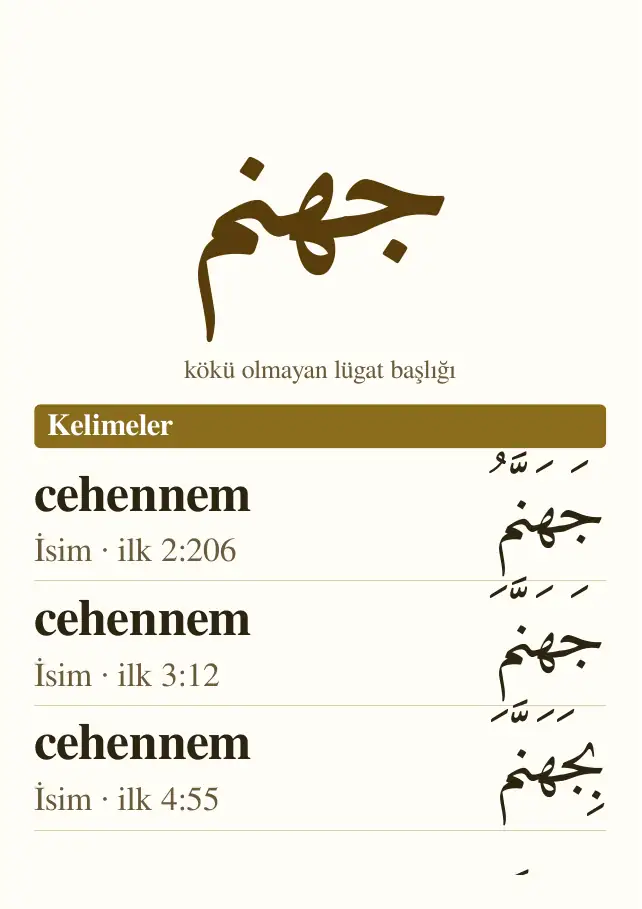 جهنم
kökü olmayan lügat başlığı
Kelimeler
cehennem جَهَنَّمُ
İsim · ilk 2:206
cehennem جَهَنَّمَ
İsim · ilk 3:12
cehennem بِجَهَنَّمَ
İsim · ilk 4:55